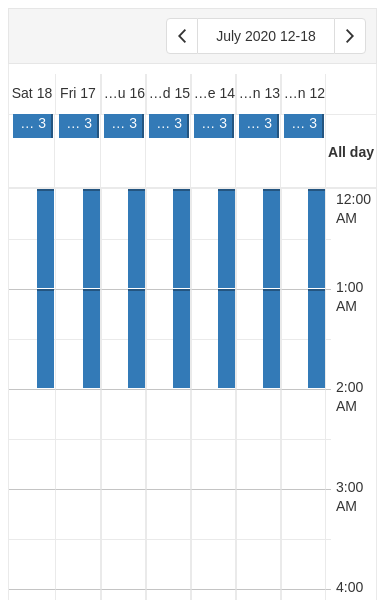 July 2020 12-18
Sat 18 Fri 17 …u 16 …d 15 …e 14 …n 13 …n 12
… 3 … 3 … 3 … 3 … 3 … 3 … 3
All day
12:00
AM
1:00
AM
2:00
AM
3:00
AM
4:00